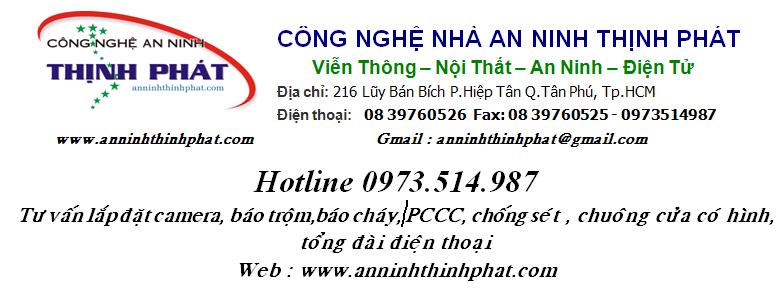 CÔNG NGHỆ AN NINH
THỊNH PHÁT
anninhthinhphat.com
CÔNG NGHỆ NHÀ AN NINH THỊNH PHÁT
Viễn Thông – Nội Thất – An Ninh – Điện Tử
Địa chỉ: 216 Lũy Bán Bích P.Hiệp Tân Q.Tân Phú, Tp.HCM
Điện thoại: 08 39760526 Fax: 08 39760525 - 0973514987
www.anninhthinhphat.com Gmail : anninhthinhphat@gmail.com
Hotline 0973.514.987
Tư vấn lắp đặt camera, báo trộm,báo cháy, PCCC, chống sét , chuông cửa có hình,
tổng đài điện thoại
Web : www.anninhthinhphat.com